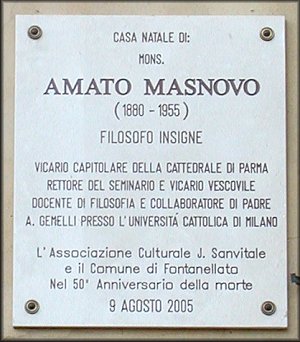 CASA NATALE DI:
MONS.
AMATO MASNOVO
(1880 - 1955)
FILOSOFO INSIGNE
VICARIO CAPITOLARE DELLA CATTEDRALE DI PARMA
RETTORE DEL SEMINARIO E VICARIO VESCOVILE
DOCENTE DI FILOSOFIA E COLLABORATORE DI PADRE
A. GEMELLI PRESSO L'UNIVERSITÁ CATTOLICA DI MILANO
L'Associazione Culturale J. Sanvitale
e il Comune di Fontanellato
Nel 50° Anniversario della morte
9 AGOSTO 2005